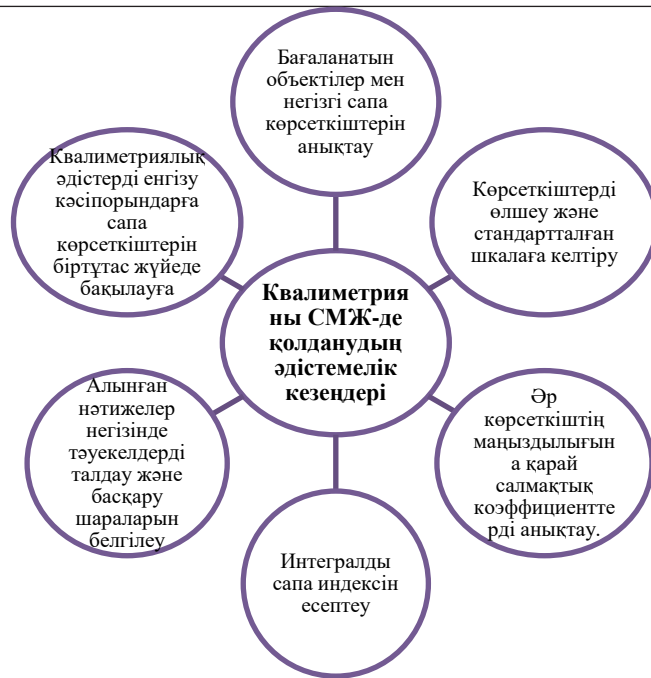 Бағаланатын
объектілер мен
негізгі сапа
көрсеткіштерін
анықтау
Көрсеткіштерді
өлшеу және
стандартталған
шкалаға келтіру
Әр
көрсеткіштің
маңыздылығын
а қарай
салмақтық
коэффициентте
рді анықтау.
Интегралды
сапа индексін
есептеу
Алынған
нәтижелер
негізінде
тәуекелдерді
талдау және
басқару
шараларын
белгілеу
Квалиметриялық
әдістерді енгізу
кәсіпорындарға
сапа
көрсеткіштерін
біртұтас жүйеде
бақылауға
Квалиметрия
ны СМЖ-де
қолданудың
әдістемелік
кезеңдері